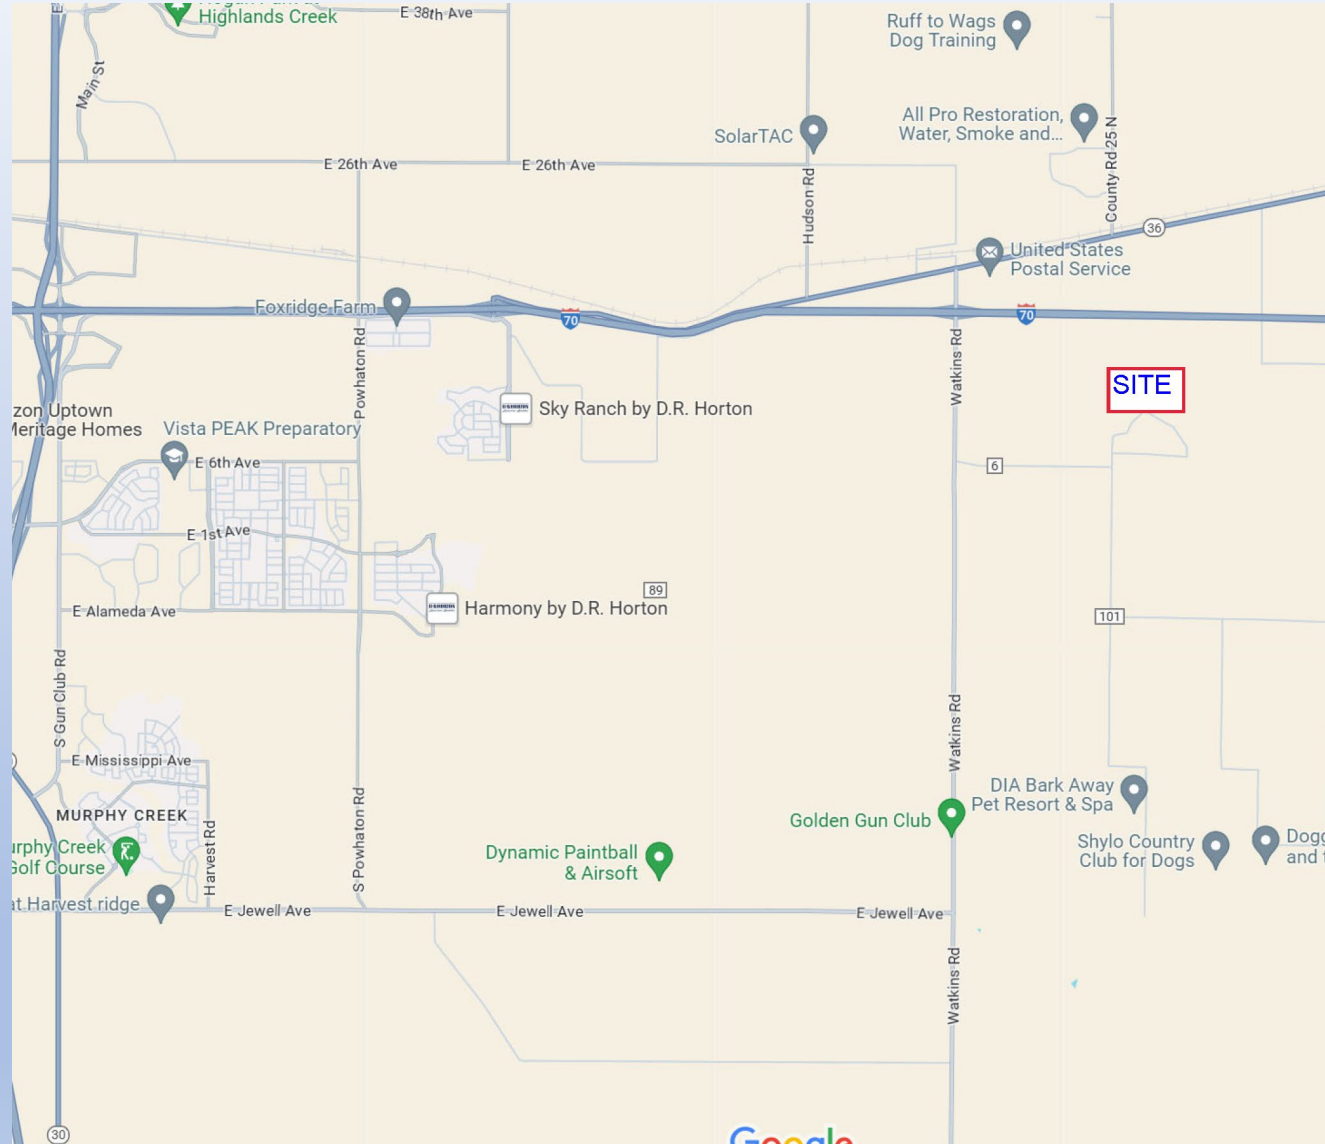 Highlands Creek
E 38th Ave
Main St
Ruff to Wags
Dog Training
All Pro Restoration,
Water, Smoke and...
SolarTAC
County Rd 25 N
E 26th Ave
E 26th Ave
Hudson Rd
36
United States
Postal Service
Foxridge Farm
70
70
Powhaton Rd
Watkins Rd
SITE
zon Uptown
Meritage Homes
Vista PEAK Preparatory
Sky Ranch by D.R. Horton
E 6th Ave
6
E 1st Ave
89
E Alameda Ave
Harmony by D.R. Horton
101
S Gun Club Rd
Watkins Rd
E Mississippi Ave
MURPHY CREEK
urphy Creek
Golf Course
Harvest Rd
S Powhaton Rd
DIA Bark Away
Pet Resort & Spa
Golden Gun Club
Shylo Country
Club for Dogs
Dynamic Paintball
& Airsoft
at Harvest ridge
E Jewell Ave
E Jewell Ave
E Jewell Ave
Watkins Rd
30
Google